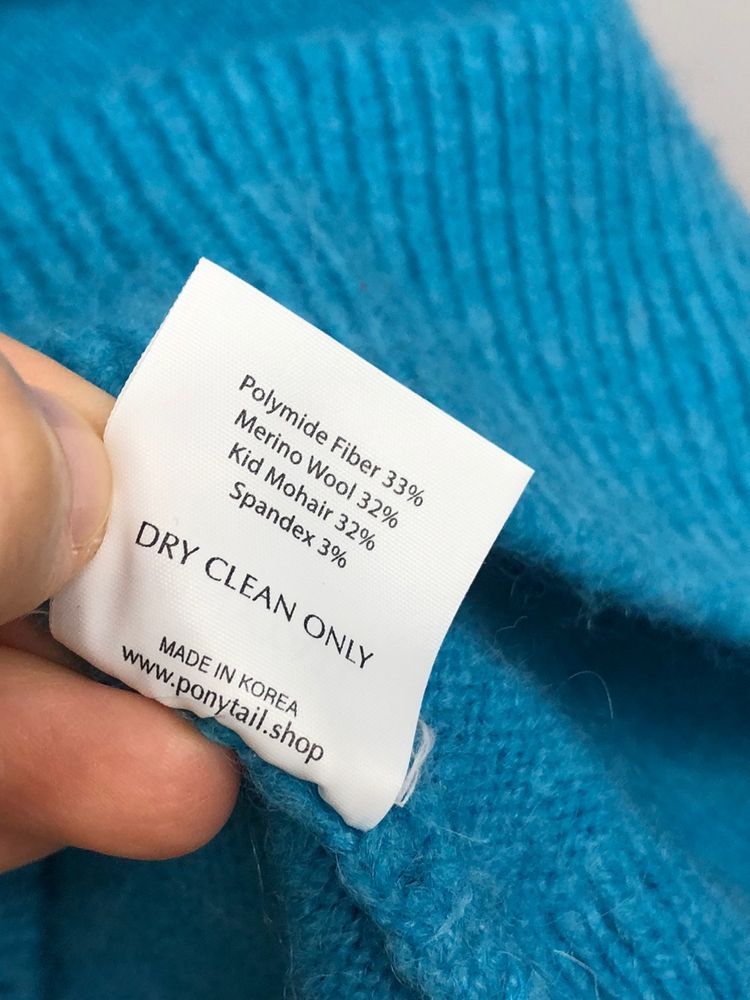 Polymide Fiber 33%
Merino Wool 32%
Kid Mohair 32%
Spandex 3%
DRY CLEAN ONLY
MADE IN KOREA
www.ponytail.shop